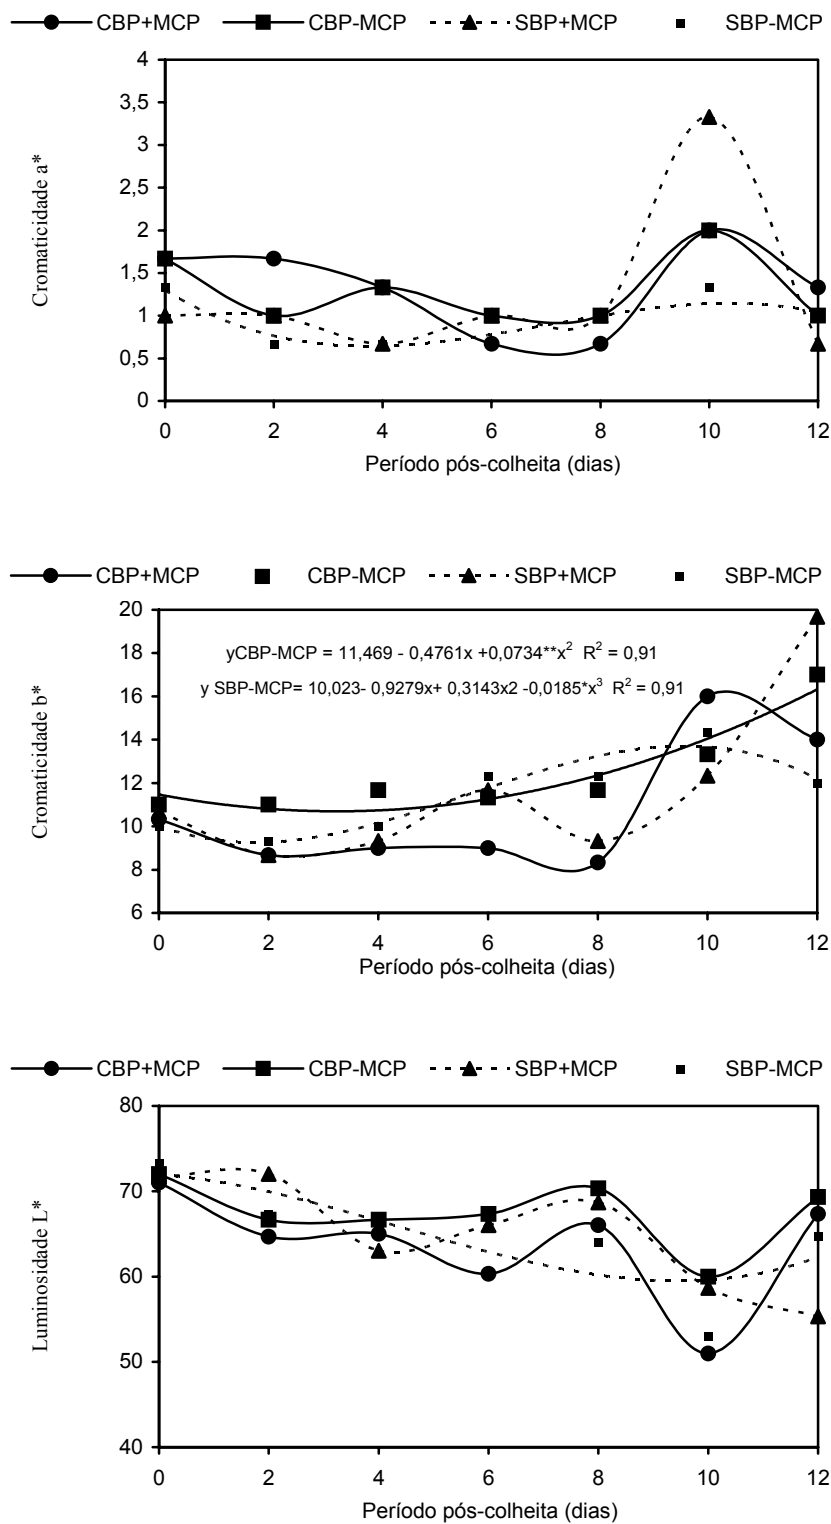 CBP+MCP CBP-MCP SBP+MCP SBP-MCP
4
3,5
3
2,5
2
1,5
1
0,5
0
Cromaticidade a*
0 2 4 6 8 10 12
Período pós-colheita (dias)
CBP+MCP CBP-MCP SBP+MCP SBP-MCP
20
18
16
14
12
10
8
6
Cromaticidade b*
yCBP-MCP = 11,469 - 0,4761x +0,0734**x² R² = 0,91
y SBP-MCP= 10,023- 0,9279x+ 0,3143x2 -0,0185*x³ R² = 0,91
0 2 4 6 8 10 12
Período pós-colheita (dias)
CBP+MCP CBP-MCP SBP+MCP SBP-MCP
80
70
60
50
40
Luminosidade L*
0 2 4 6 8 10 12
Período pós-colheita (dias)